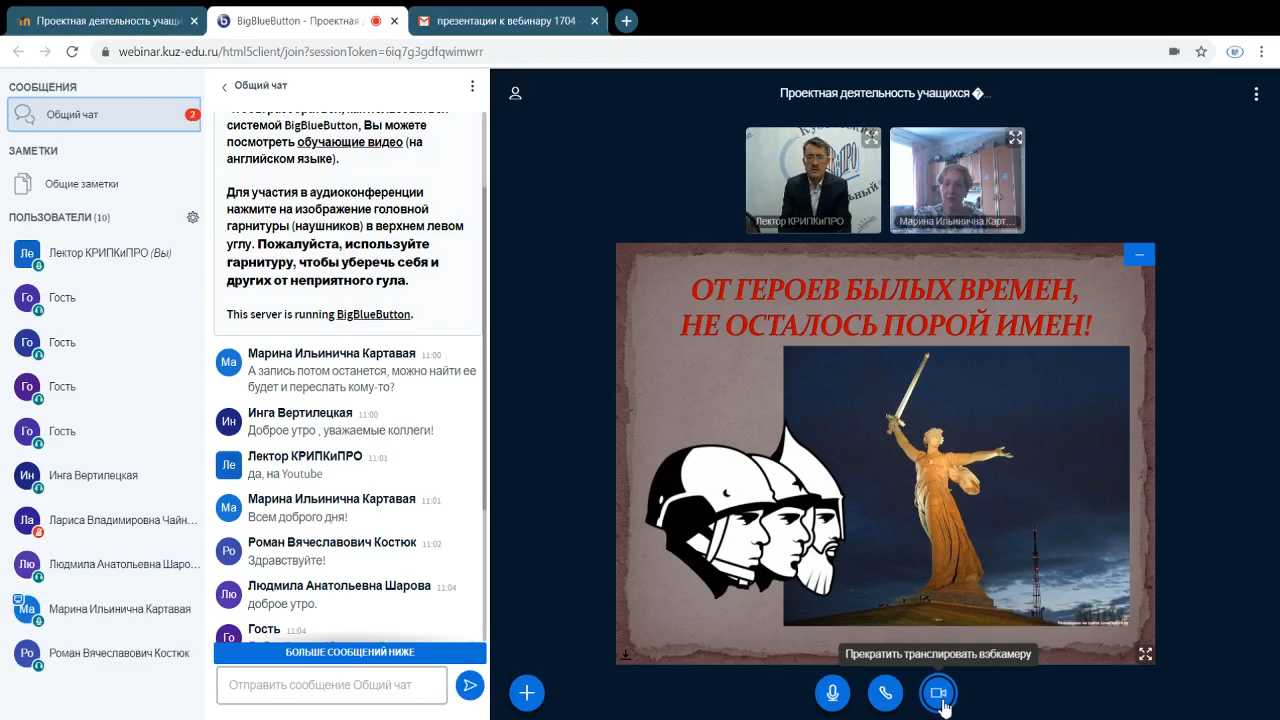 Проектная деятельность учащи
BigBlueButton - Проектная
презентации к вебинару 1704
webinar.kuz-edu.ru/html5client/join?sessionToken=6iq7g3gdfqwimwrr
СООБЩЕНИЯ
Общий чат
2
ЗАМЕТКИ
Общие заметки
ПОЛЬЗОВАТЕЛИ (10)
Ле
Лектор КРИПКиПРО (Вы)
Го
Гость
Го
Гость
Го
Гость
Го
Гость
Ин
Инга Вертилецкая
Ла
Лариса Владимировна Чайн...
Лю
Людмила Анатольевна Шаро...
Ма
Марина Ильинична Картавая
Ро
Роман Вячеславович Костюк
Общий чат
системой BigBlueButton, Вы можете
посмотреть обучающие видео (на
английском языке).
Для участия в аудиоконференции
нажмите на изображение головной
гарнитуры (наушников) в верхнем левом
углу. Пожалуйста, используйте
гарнитуру, чтобы уберечь себя и
других от неприятного гула.
This server is running BigBlueButton.
Ма
Марина Ильинична Картавая 11:00
А запись потом останется, можно найти ее
будет и переслать кому-то?
Ин
Инга Вертилецкая 11:00
Доброе утро , уважаемые коллеги!
Ле
Лектор КРИПКиПРО 11:01
да, на Youtube
Ма
Марина Ильинична Картавая 11:01
Всем доброго дня!
Ро
Роман Вячеславович Костюк 11:02
Здравствуйте!
Лю
Людмила Анатольевна Шарова 11:04
доброе утро.
Го
Гость 11:04
БОЛЬШЕ СООБЩЕНИЙ НИЖЕ
Отправить сообщение Общий чат
Проектная деятельность учащихся �...
Лектор КРИПКиПРО
Марина Ильинична Карт...
ОТ ГЕРОЕВ БЫЛЫХ ВРЕМЕН,
НЕ ОСТАЛОСЬ ПОРОЙ ИМЕН!
Прекратить транслировать вэбкамеру